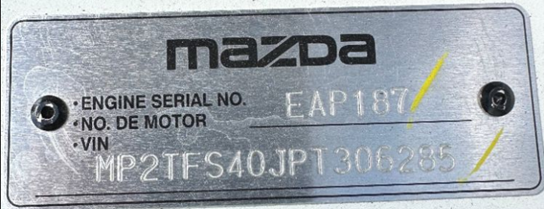 mazda
• ENGINE SERIAL NO. EAP187
• NO. DE MOTOR
• VIN
MP2TFS40JPT306285